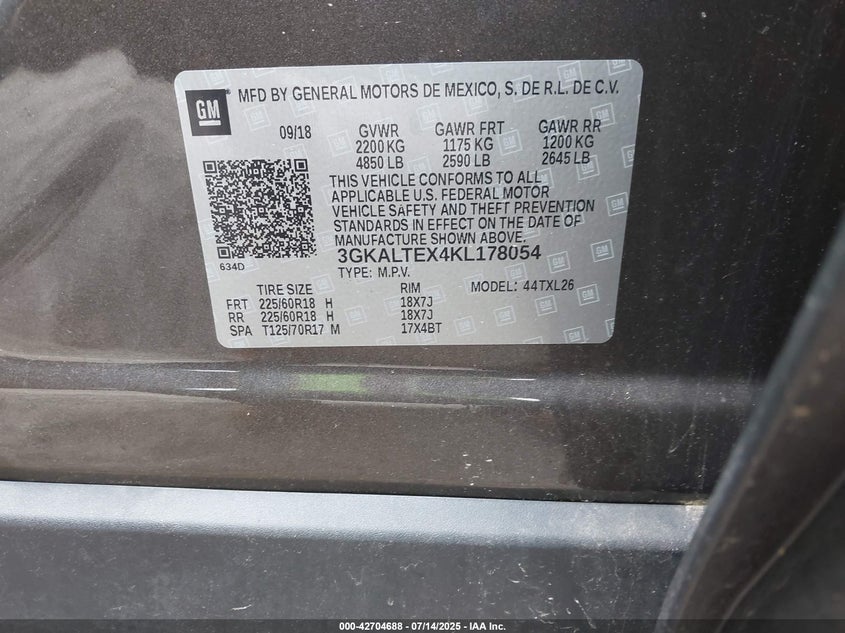 GM
MFD BY GENERAL MOTORS DE MEXICO, S. DE R.L. DE C.V.
09/18 GVWR GAWR FRT GAWR RR
2200 KG 1175 KG 1200 KG
4850 LB 2590 LB 2645 LB
THIS VEHICLE CONFORMS TO ALL
APPLICABLE U.S. FEDERAL MOTOR
VEHICLE SAFETY AND THEFT PREVENTION
STANDARDS IN EFFECT ON THE DATE OF
MANUFACTURE SHOWN ABOVE.
634D
3GKALTEX4KL178054
TYPE: M.P.V.
TIRE SIZE RIM MODEL: 44TXL26
FRT 225/60R18 H 18X7J
RR 225/60R18 H 18X7J
SPA T125/70R17 M 17X4BT
000-42704688 - 07/14/2025 - IAA Inc.